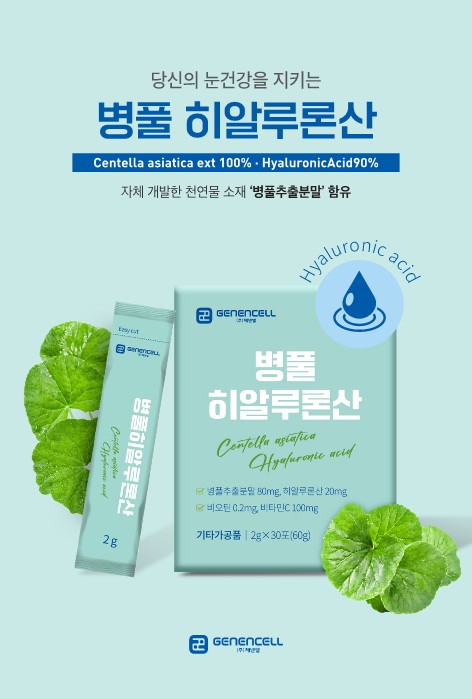 당신의 눈건강을 지키는
병풀 히알루론산
Centella asiatica ext 100% · HyaluronicAcid90%
자체 개발한 천연물 소재 ‘병풀추출분말’ 함유
Hyaluronic acid
GENENCELL
(주) 제넨셀
병풀
히알루론산
Centella asiatica
Hyaluronic acid
병풀추출분말 80mg, 히알루론산 20mg
비오틴 0.2mg, 비타민C 100mg
기타가공품 | 2g×30포(60g)
Easy cut
GENENCELL
병풀히알루론산
Centella asiatica
Hyaluronic acid
2g
GENENCELL
(주) 제넨셀